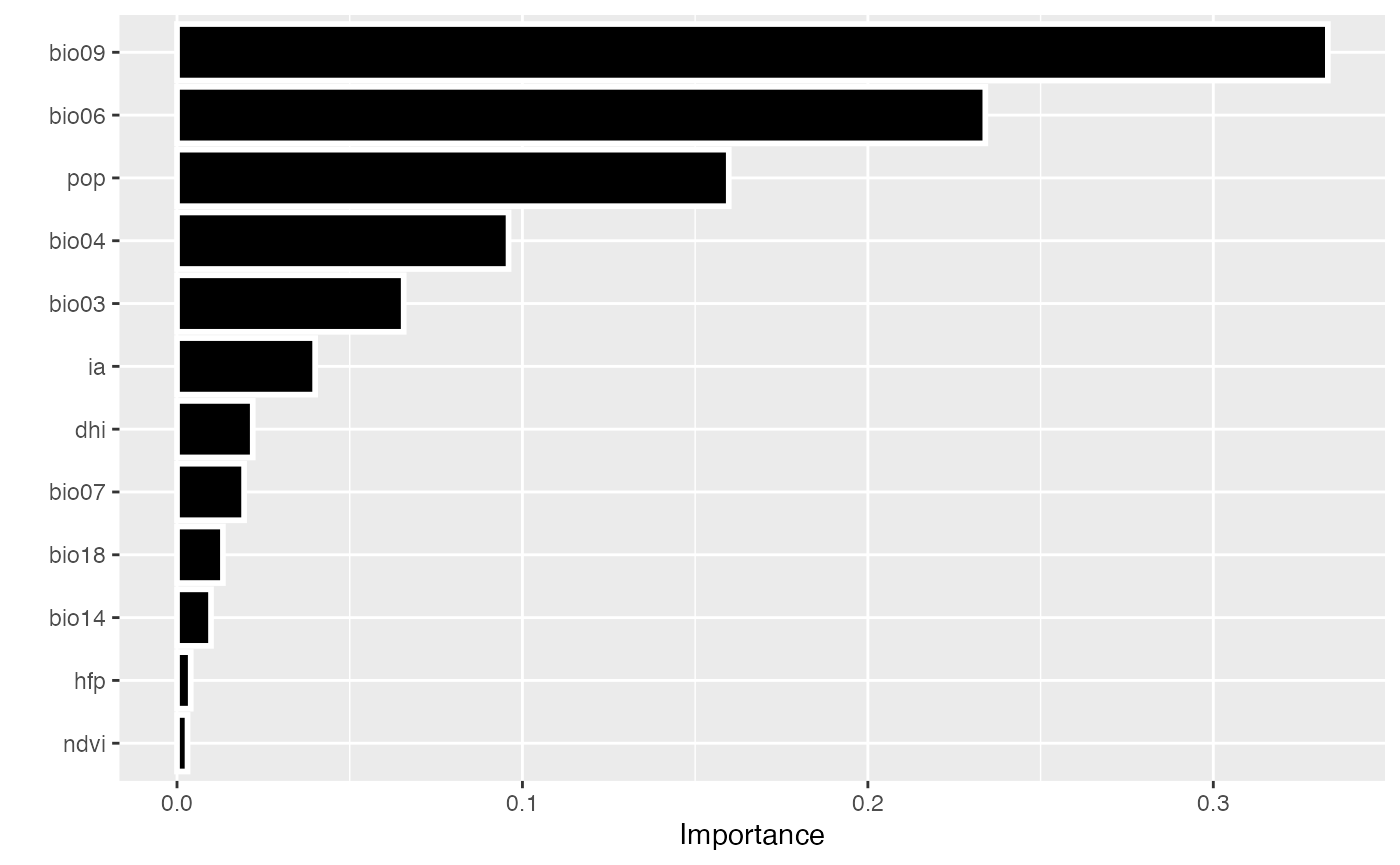 bio09
bio06
pop
bio04
bio03
ia
dhi
bio07
bio18
bio14
hfp
ndvi
0.0 0.1 0.2 0.3
Importance